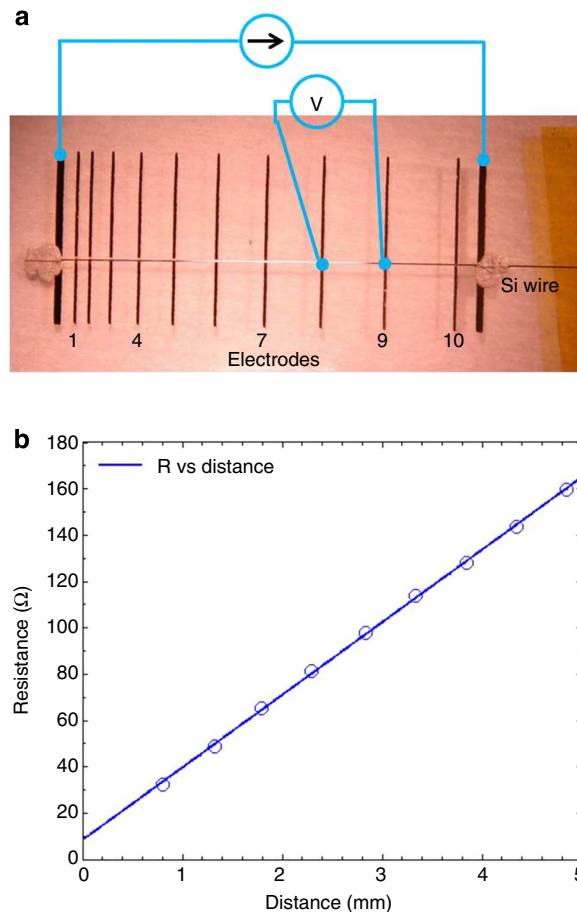 a
V
Si wire
1 4 7 9 10
Electrodes
b
180
160
140
120
100
80
60
40
20
0
R vs distance
Resistance (Ω)
0 1 2 3 4 5
Distance (mm)